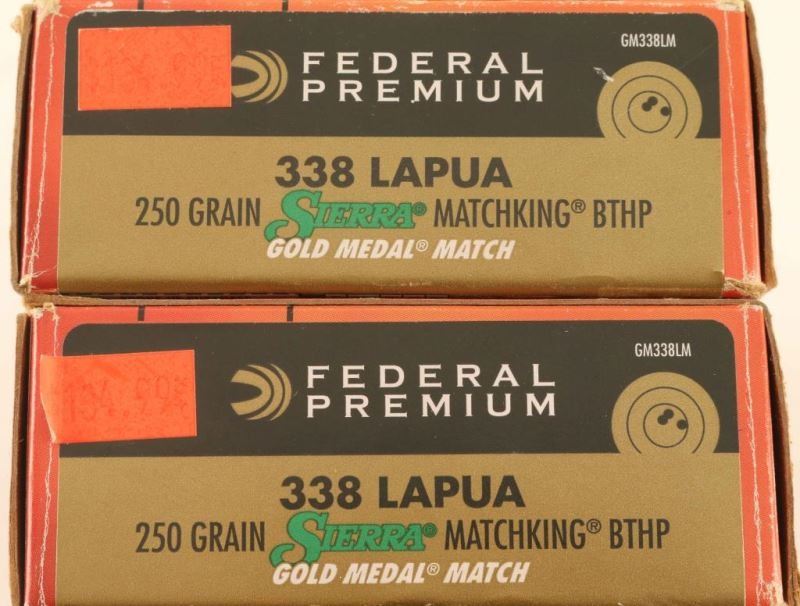 GM338LM
FEDERAL
PREMIUM
338 LAPUA
250 GRAIN SIERRA® MATCHKING® BTHP
GOLD MEDAL® MATCH
GM338LM
FEDERAL
PREMIUM
338 LAPUA
250 GRAIN SIERRA® MATCHKING® BTHP
GOLD MEDAL® MATCH